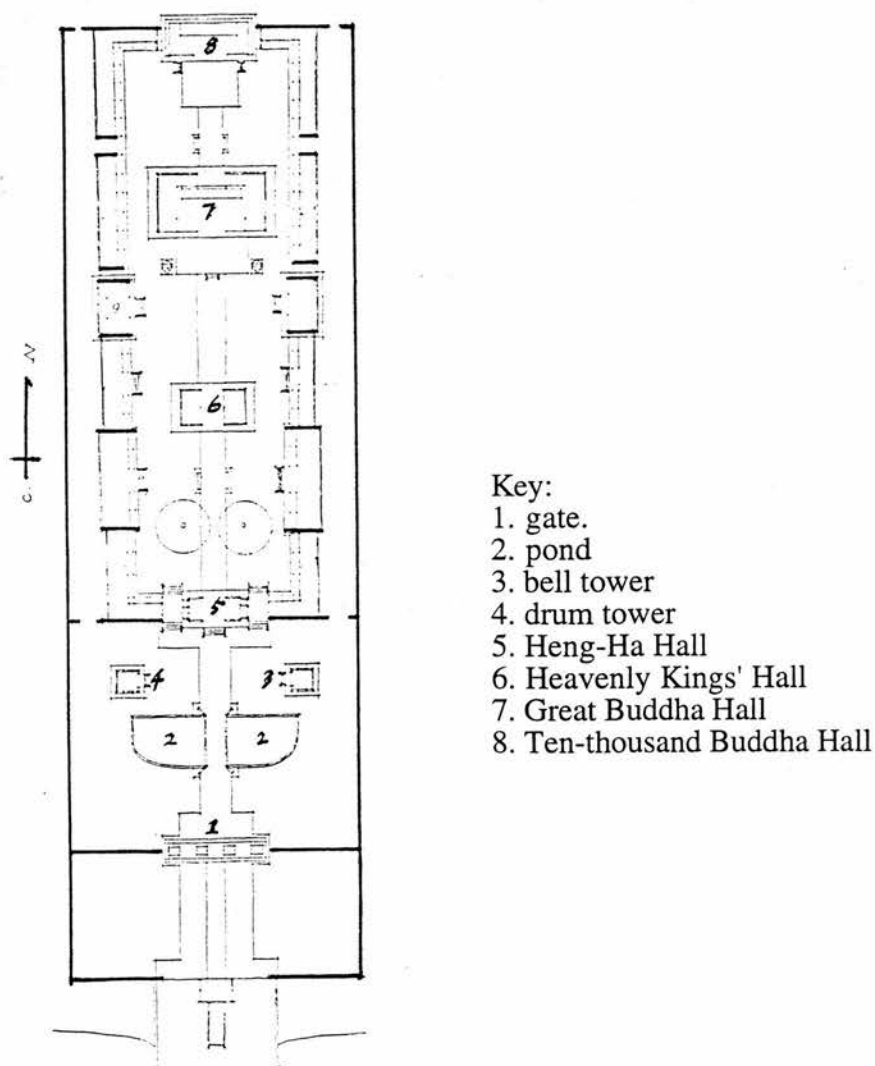 8
7
N
6
5
4 3
2 2
1
Key:
1. gate.
2. pond
3. bell tower
4. drum tower
5. Heng-Ha Hall
6. Heavenly Kings' Hall
7. Great Buddha Hall
8. Ten-thousand Buddha Hall